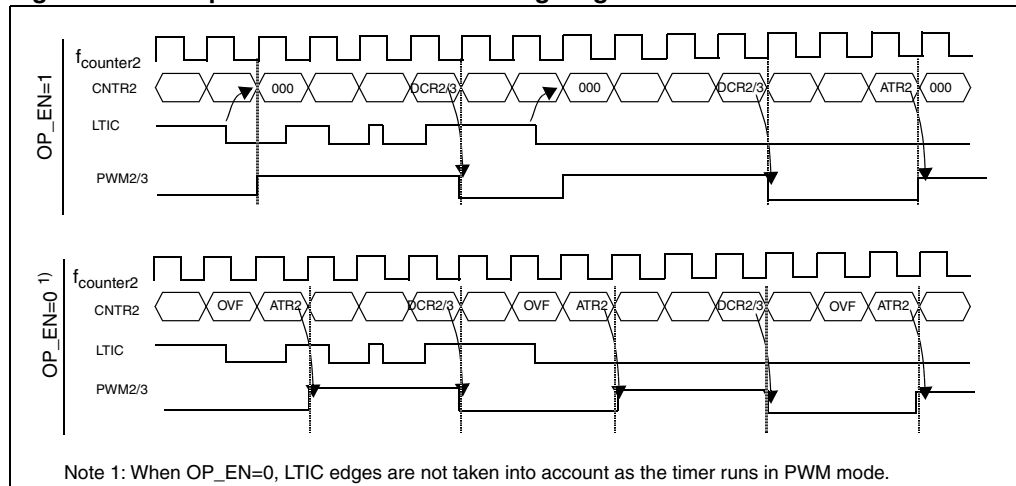 OP_EN=1
fcounter2
CNTR2
000
DCR2/3
000
DCR2/3
ATR2
000
LTIC
PWM2/3
OP_EN=0 1)
fcounter2
CNTR2
OVF
ATR2
DCR2/3
OVF
ATR2
DCR2/3
OVF
ATR2
LTIC
PWM2/3
Note 1: When OP_EN=0, LTIC edges are not taken into account as the timer runs in PWM mode.